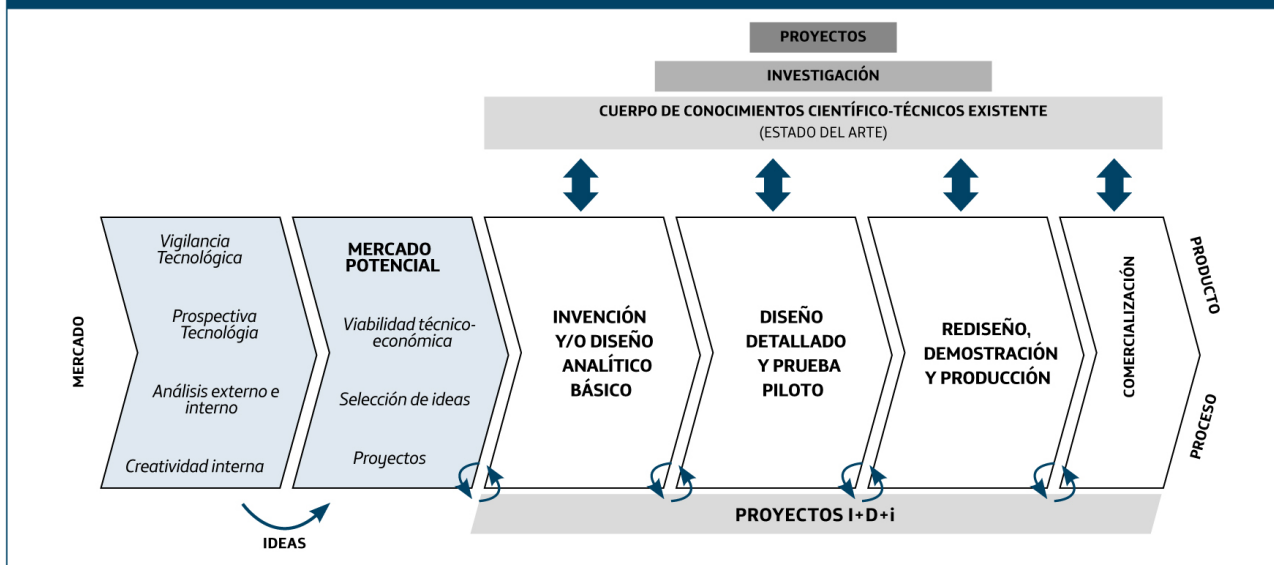 PROYECTOS
INVESTIGACIÓN
CUERPO DE CONOCIMIENTOS CIENTÍFICO-TÉCNICOS EXISTENTE
(ESTADO DEL ARTE)
MERCADO
Vigilancia
Tecnológica
Prospectiva
Tecnológia
Análisis externo e
interno
Creatividad interna
MERCADO
POTENCIAL
Viabilidad técnico-
económica
Selección de ideas
Proyectos
INVENCIÓN
Y/O DISEÑO
ANALÍTICO
BÁSICO
DISEÑO
DETALLADO
Y PRUEBA
PILOTO
REDISEÑO,
DEMOSTRACIÓN
Y PRODUCCIÓN
COMERCIALIZACIÓN
PRODUCTO
PROCESO
IDEAS
PROYECTOS I+D+i